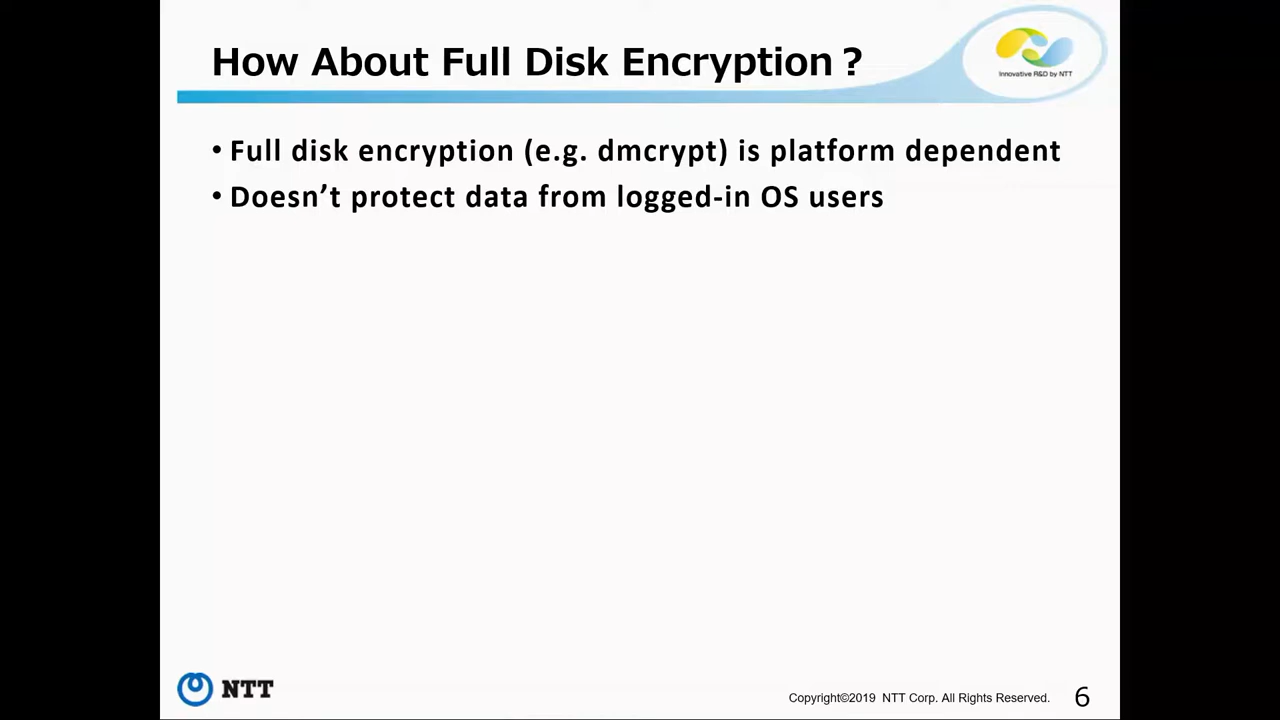 How About Full Disk Encryption？
Innovative R&D by NTT
• Full disk encryption (e.g. dmcrypt) is platform dependent
• Doesn’t protect data from logged-in OS users
NTT
Copyright©2019 NTT Corp. All Rights Reserved.
6